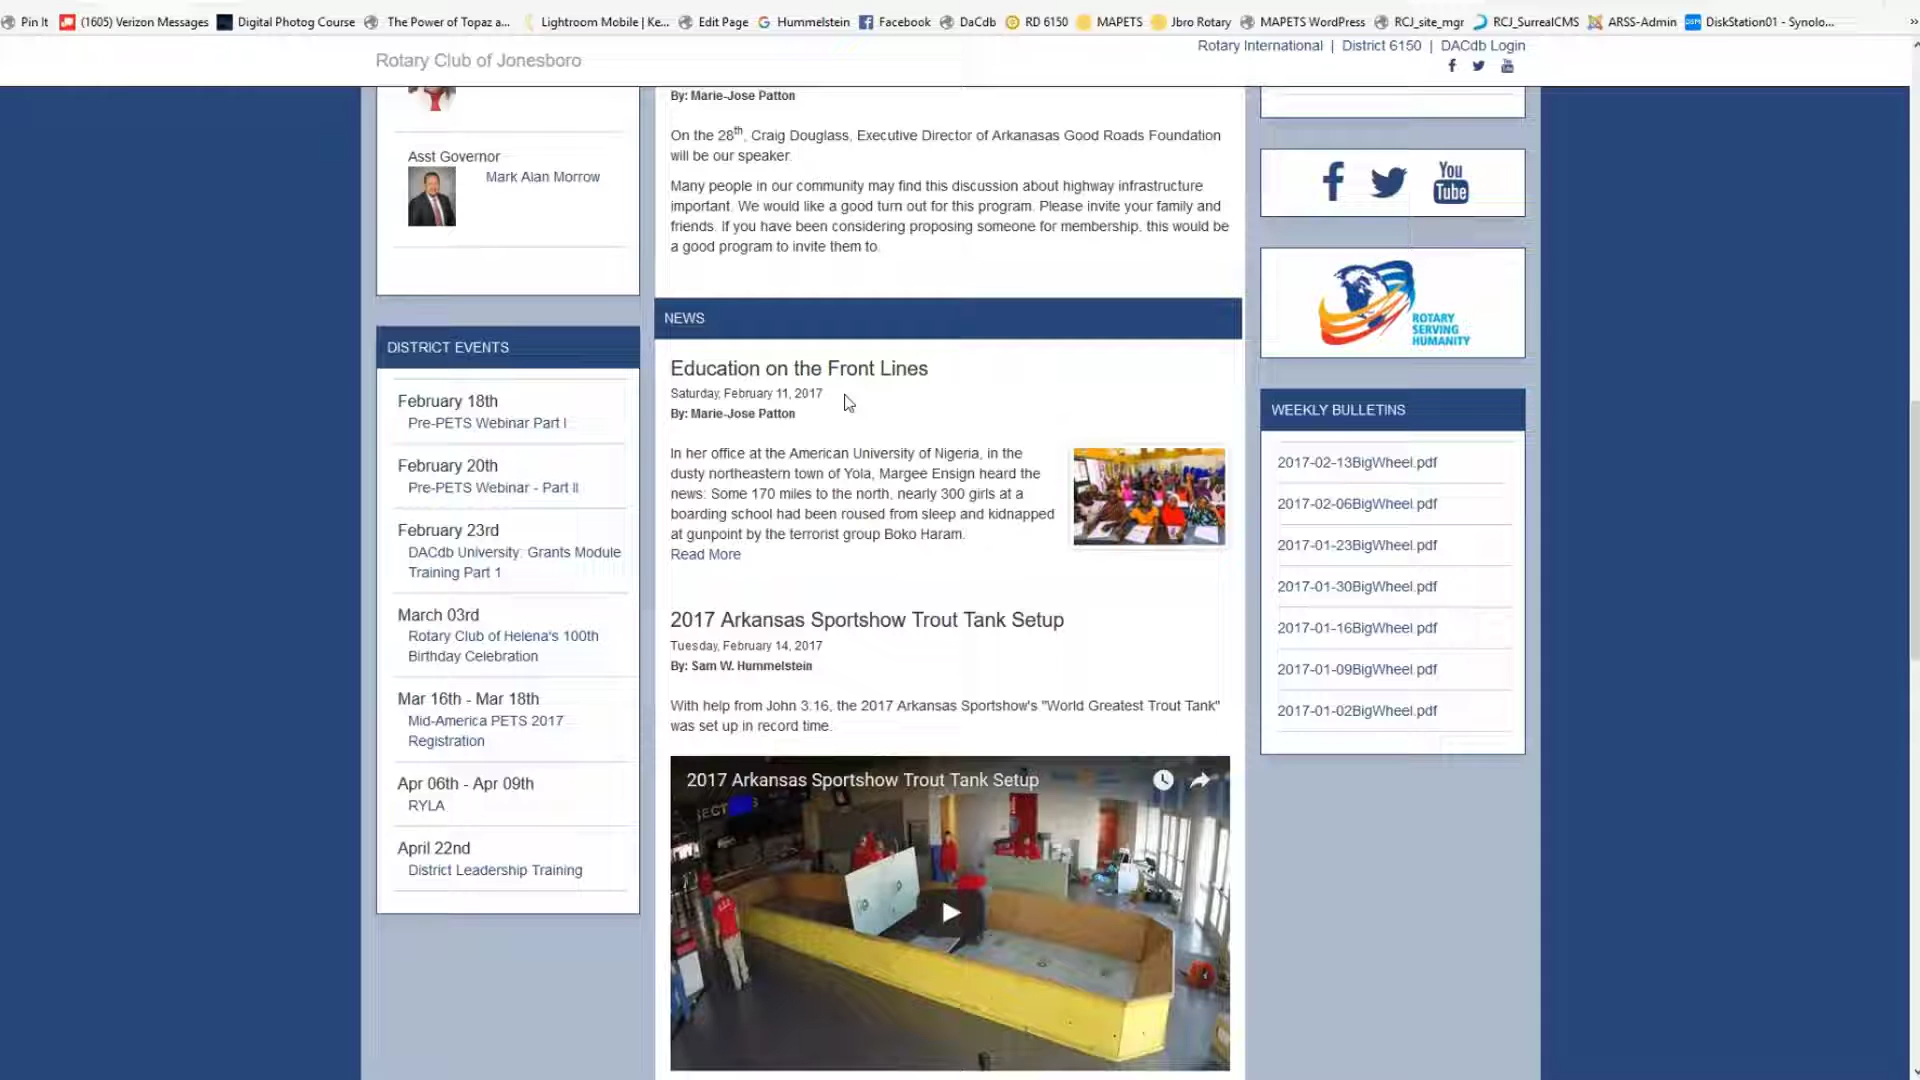 Pin It (1605) Verizon Messages Digital Photog Course The Power of Topaz a... Lightroom Mobile | Ke... Edit Page Hummelstein Facebook DaCdb RD 6150 MAPETS Jbro Rotary MAPETS WordPress RCJ_site_mgr RCJ_SurrealCMS ARSS-Admin DiskStation01 - Synolo... »
Rotary Club of Jonesboro
Rotary International | District 6150 | DACdb Login
Asst Governor
Mark Alan Morrow
DISTRICT EVENTS
February 18th
Pre-PETS Webinar Part I
February 20th
Pre-PETS Webinar - Part II
February 23rd
DACdb University: Grants Module
Training Part 1
March 03rd
Rotary Club of Helena's 100th
Birthday Celebration
Mar 16th - Mar 18th
Mid-America PETS 2017
Registration
Apr 06th - Apr 09th
RYLA
April 22nd
District Leadership Training
By: Marie-Jose Patton
On the 28th, Craig Douglass, Executive Director of Arkanasas Good Roads Foundation
will be our speaker.
Many people in our community may find this discussion about highway infrastructure
important. We would like a good turn out for this program. Please invite your family and
friends. If you have been considering proposing someone for membership, this would be
a good program to invite them to.
NEWS
Education on the Front Lines
Saturday, February 11, 2017
By: Marie-Jose Patton
In her office at the American University of Nigeria, in the
dusty northeastern town of Yola, Margee Ensign heard the
news: Some 170 miles to the north, nearly 300 girls at a
boarding school had been roused from sleep and kidnapped
at gunpoint by the terrorist group Boko Haram.
Read More
2017 Arkansas Sportshow Trout Tank Setup
Tuesday, February 14, 2017
By: Sam W. Hummelstein
With help from John 3.16, the 2017 Arkansas Sportshow's "World Greatest Trout Tank"
was set up in record time.
2017 Arkansas Sportshow Trout Tank Setup
You
Tube
ROTARY
SERVING
HUMANITY
WEEKLY BULLETINS
2017-02-13BigWheel.pdf
2017-02-06BigWheel.pdf
2017-01-23BigWheel.pdf
2017-01-30BigWheel.pdf
2017-01-16BigWheel.pdf
2017-01-09BigWheel.pdf
2017-01-02BigWheel.pdf